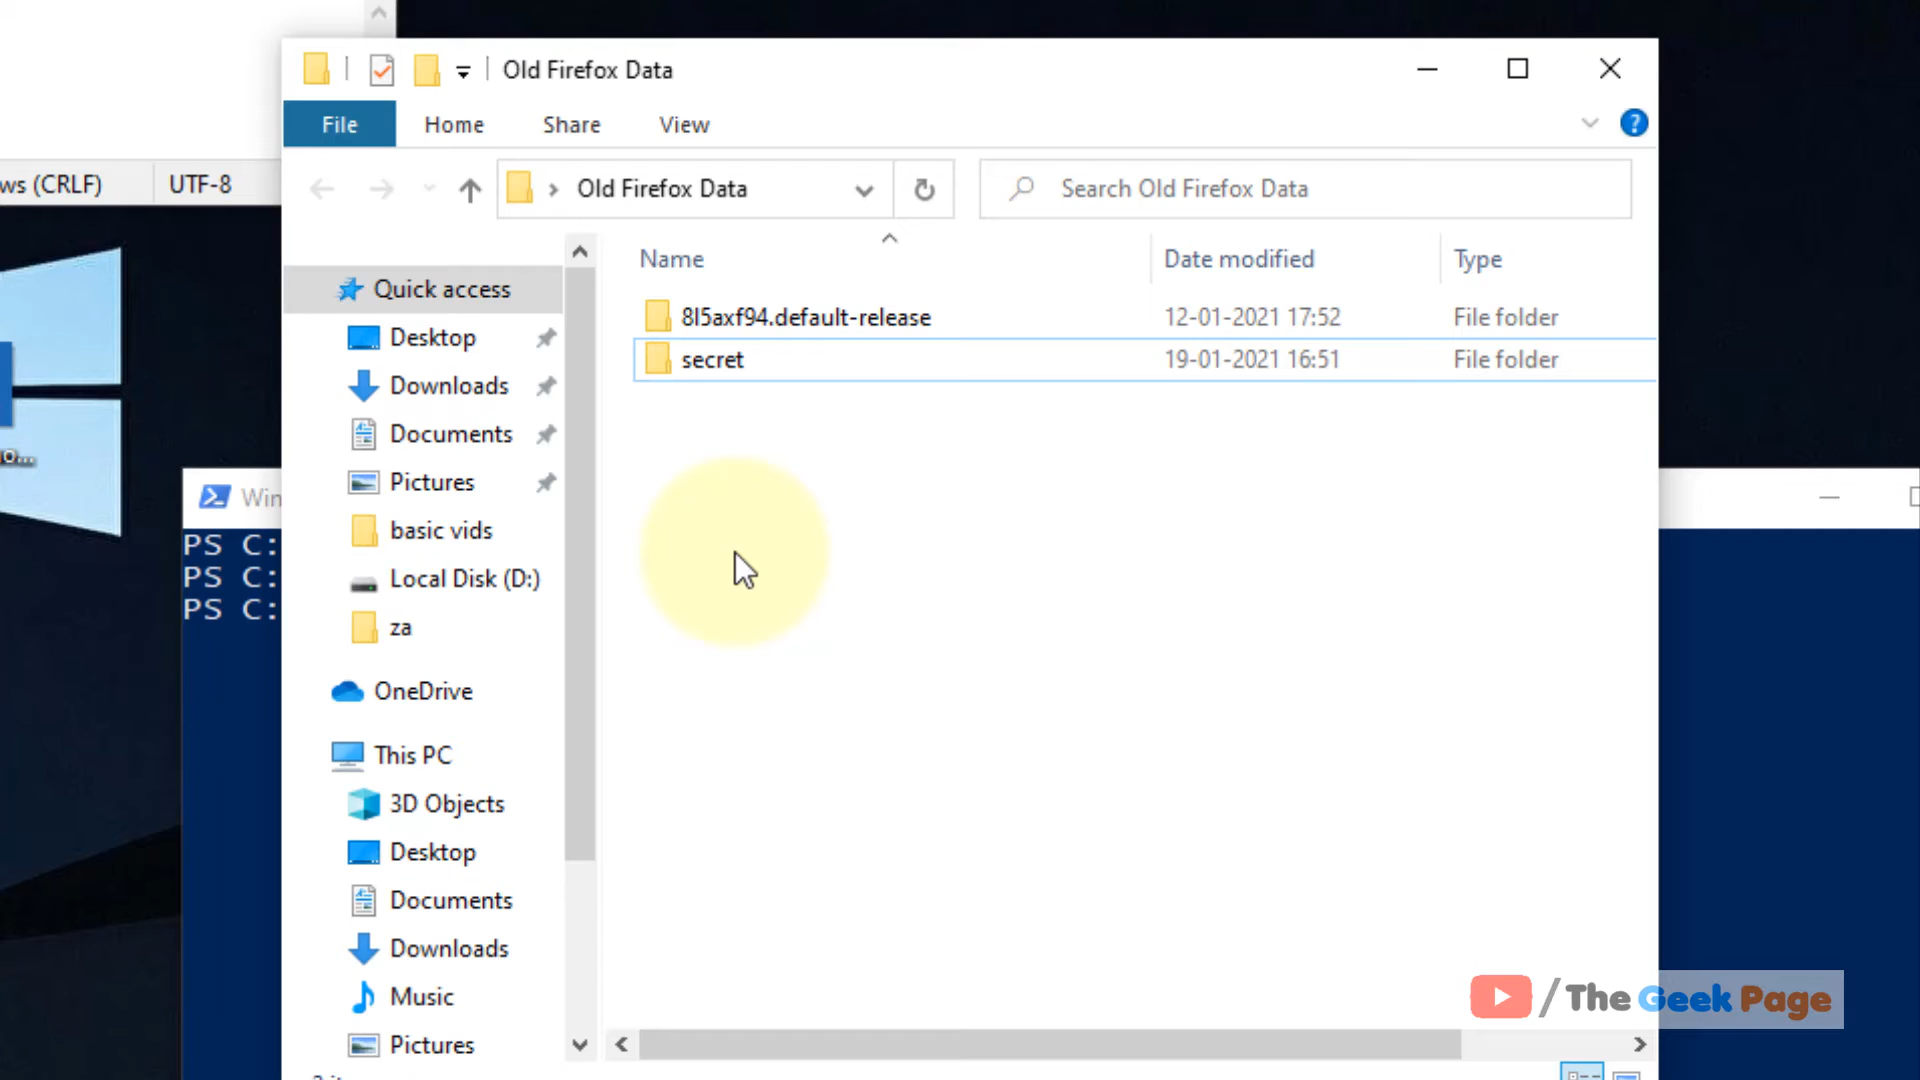 Old Firefox Data
File Home Share View
ws (CRLF) UTF-8
Old Firefox Data
Search Old Firefox Data
Name Date modified Type
Quick access
8l5axf94.default-release 12-01-2021 17:52 File folder
Desktop
secret 19-01-2021 16:51 File folder
Downloads
Documents
o...
Pictures
Win
basic vids
PS C:
PS C:
PS C:
Local Disk (D:)
za
OneDrive
This PC
3D Objects
Desktop
Documents
Downloads
Music
/The Geek Page
Pictures